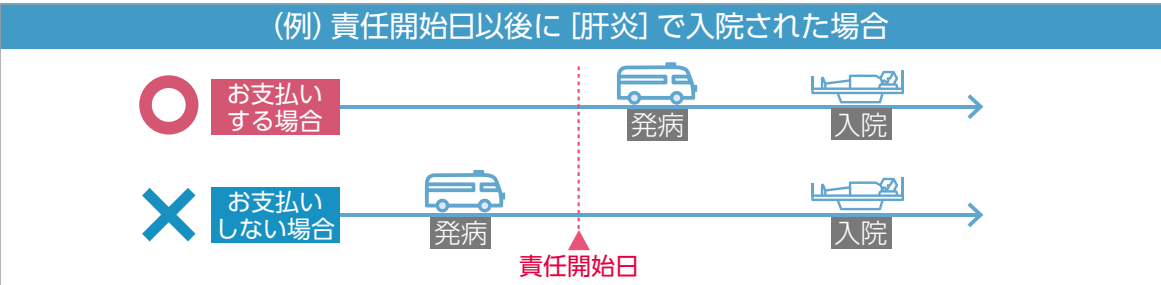 (例) 責任開始日以後に [肝炎] で入院された場合
お支払い
する場合
発病
入院
お支払い
しない場合
発病
入院
責任開始日